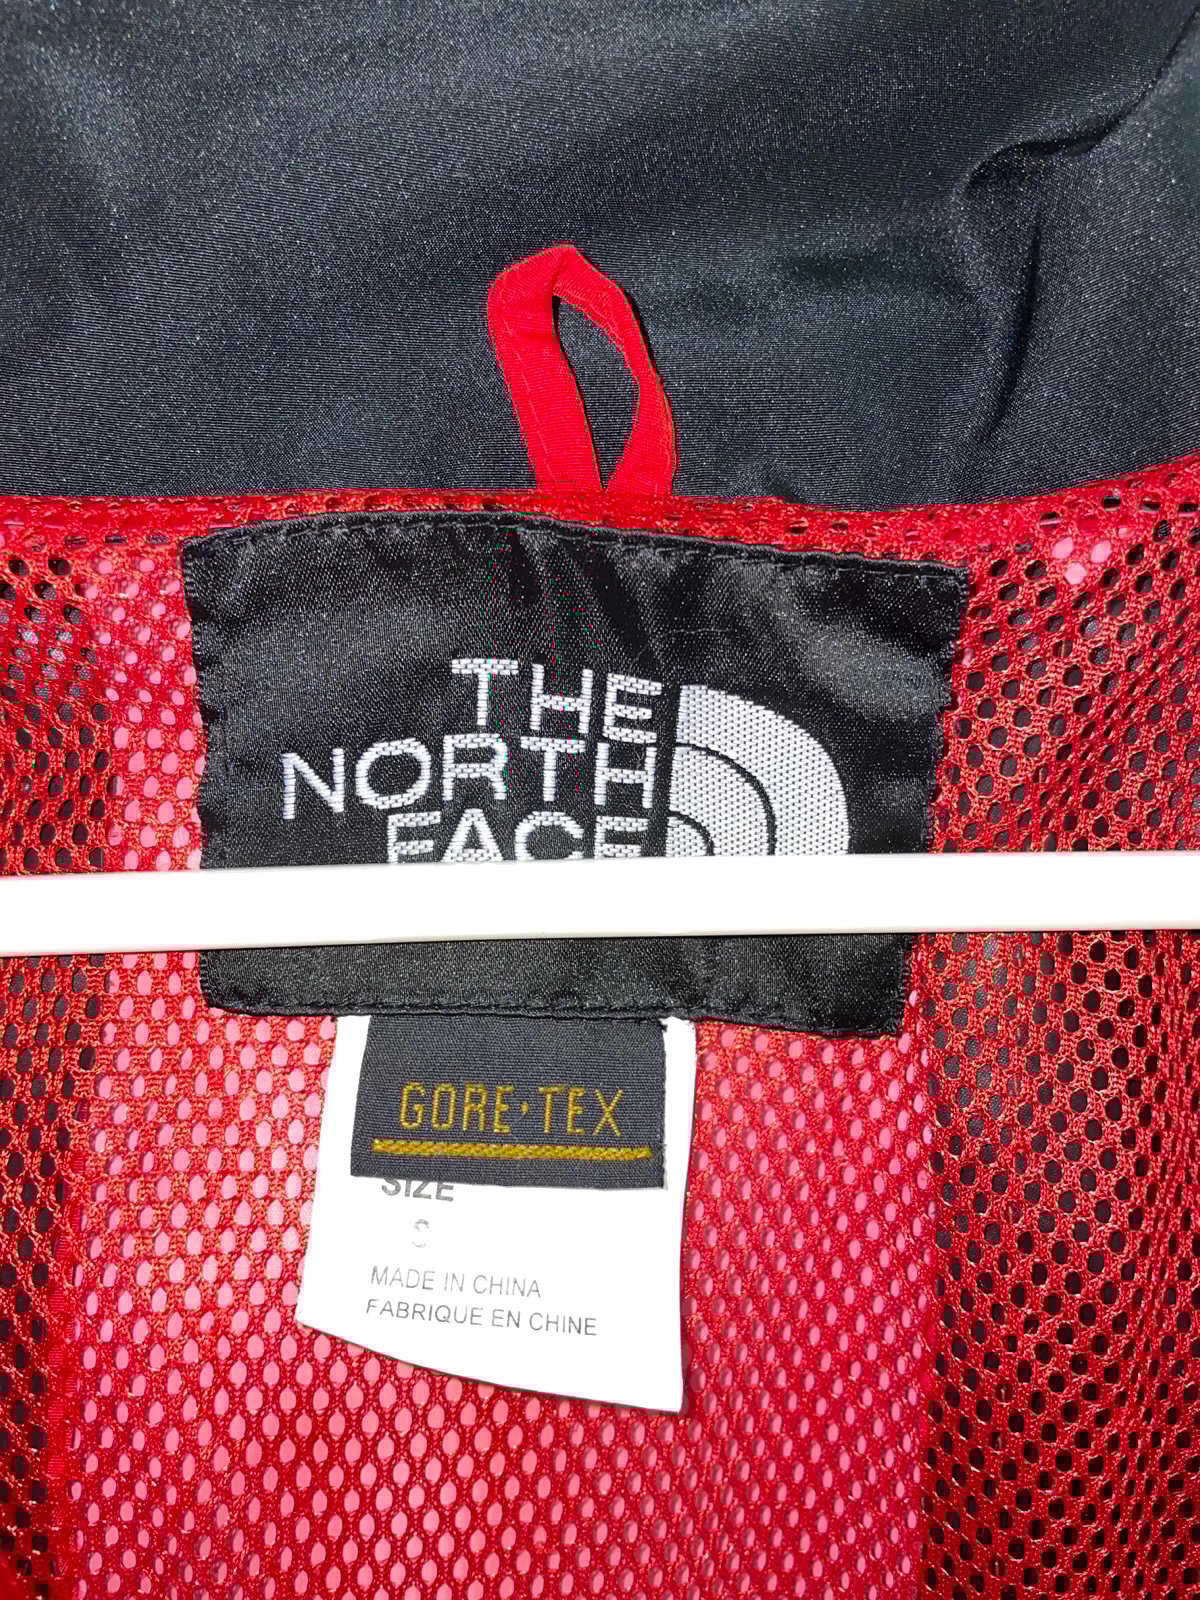 THE
NORTH
FACE
GORE-TEX
SIZE
S
MADE IN CHINA
FABRIQUE EN CHINE